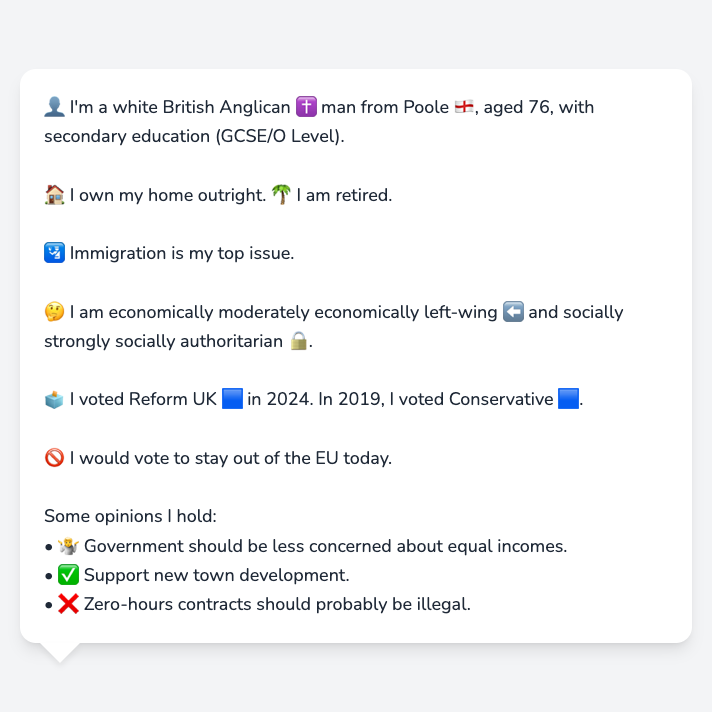 👤 I'm a white British Anglican ✝️ man from Poole 🏴󠁧󠁢󠁥󠁮󠁧󠁿, aged 76, with
secondary education (GCSE/O Level).
🏠 I own my home outright. 🌴 I am retired.
🛂 Immigration is my top issue.
🤔 I am economically moderately economically left-wing ⬅️ and socially
strongly socially authoritarian 🔒.
🗳️ I voted Reform UK 🟦 in 2024. In 2019, I voted Conservative 🟦.
🚫 I would vote to stay out of the EU today.
Some opinions I hold:
• 🤷 Government should be less concerned about equal incomes.
• ✅ Support new town development.
• ❌ Zero-hours contracts should probably be illegal.